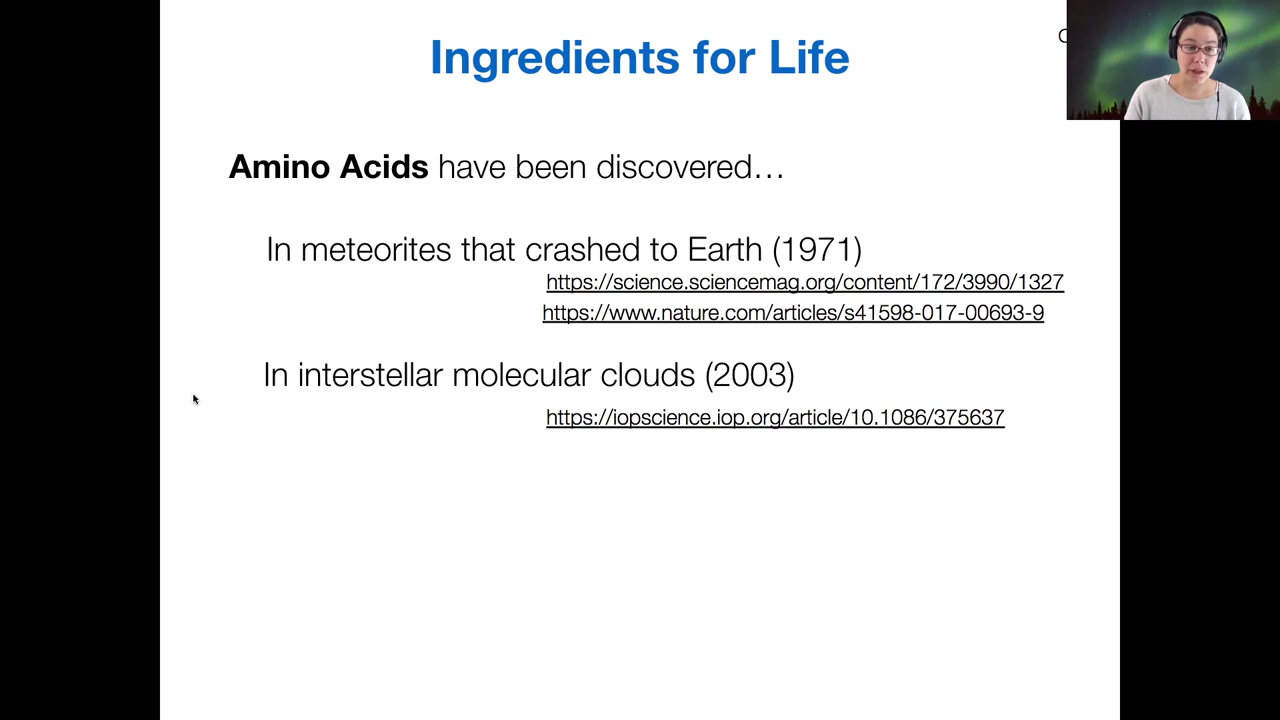 Ingredients for Life
Amino Acids have been discovered…
In meteorites that crashed to Earth (1971)
https://science.sciencemag.org/content/172/3990/1327
https://www.nature.com/articles/s41598-017-00693-9
In interstellar molecular clouds (2003)
https://iopscience.iop.org/article/10.1086/375637